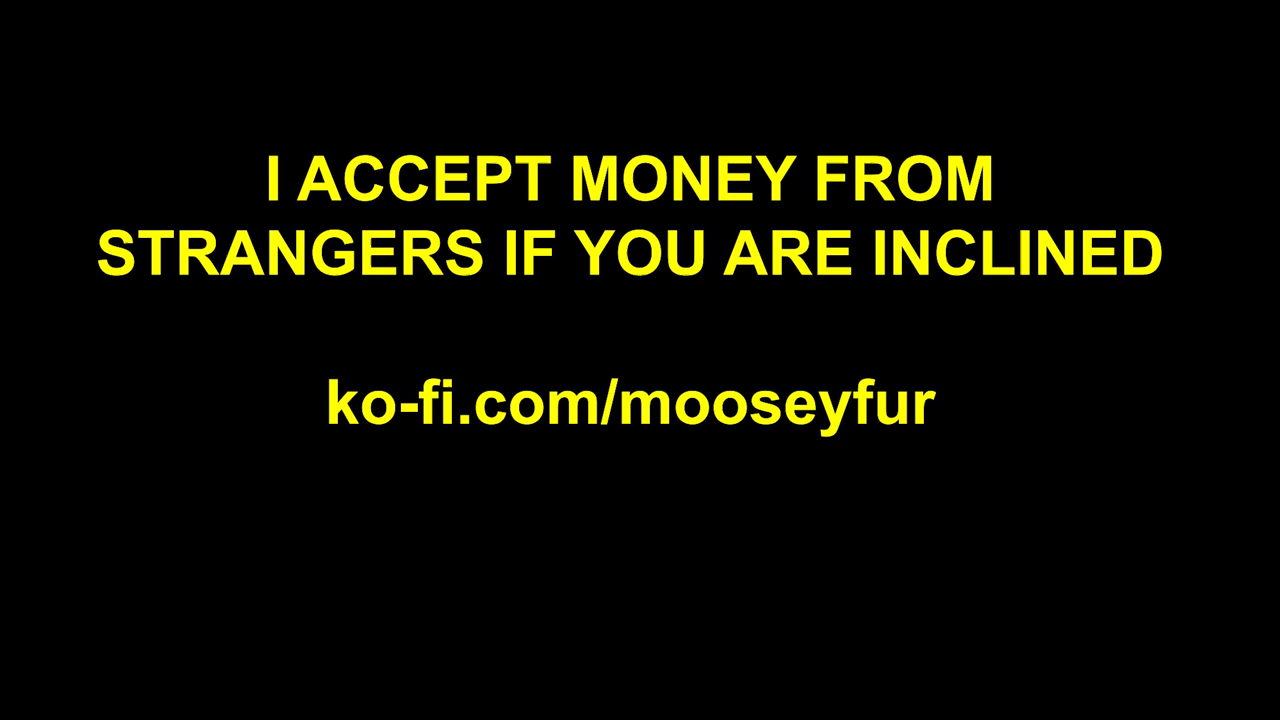 I ACCEPT MONEY FROM
STRANGERS IF YOU ARE INCLINED
ko-fi.com/mooseyfur